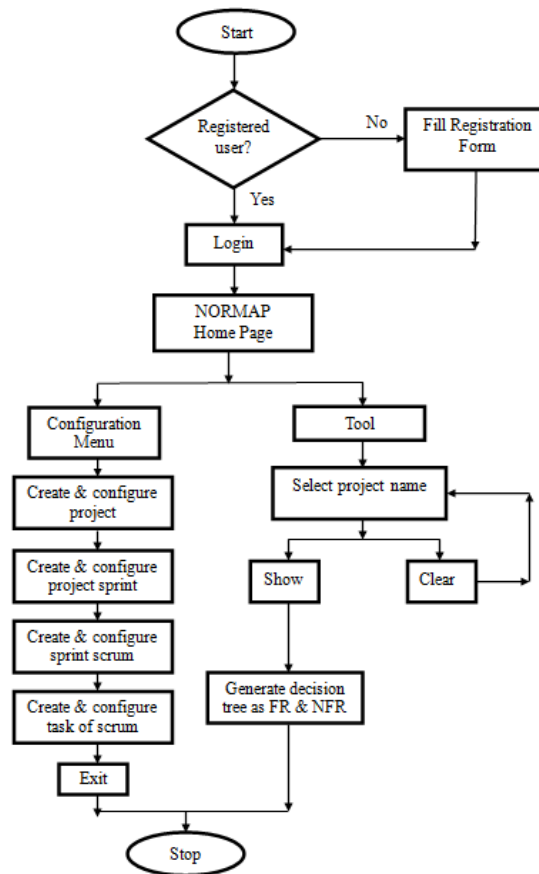 Start
Registered
user?
No
Fill Registration
Form
Yes
Login
NORMAP
Home Page
Configuration
Menu
Tool
Create & configure
project
Select project name
Create & configure
project sprint
Show
Clear
Create & configure
sprint scrum
Generate decision
tree as FR & NFR
Create & configure
task of scrum
Exit
Stop